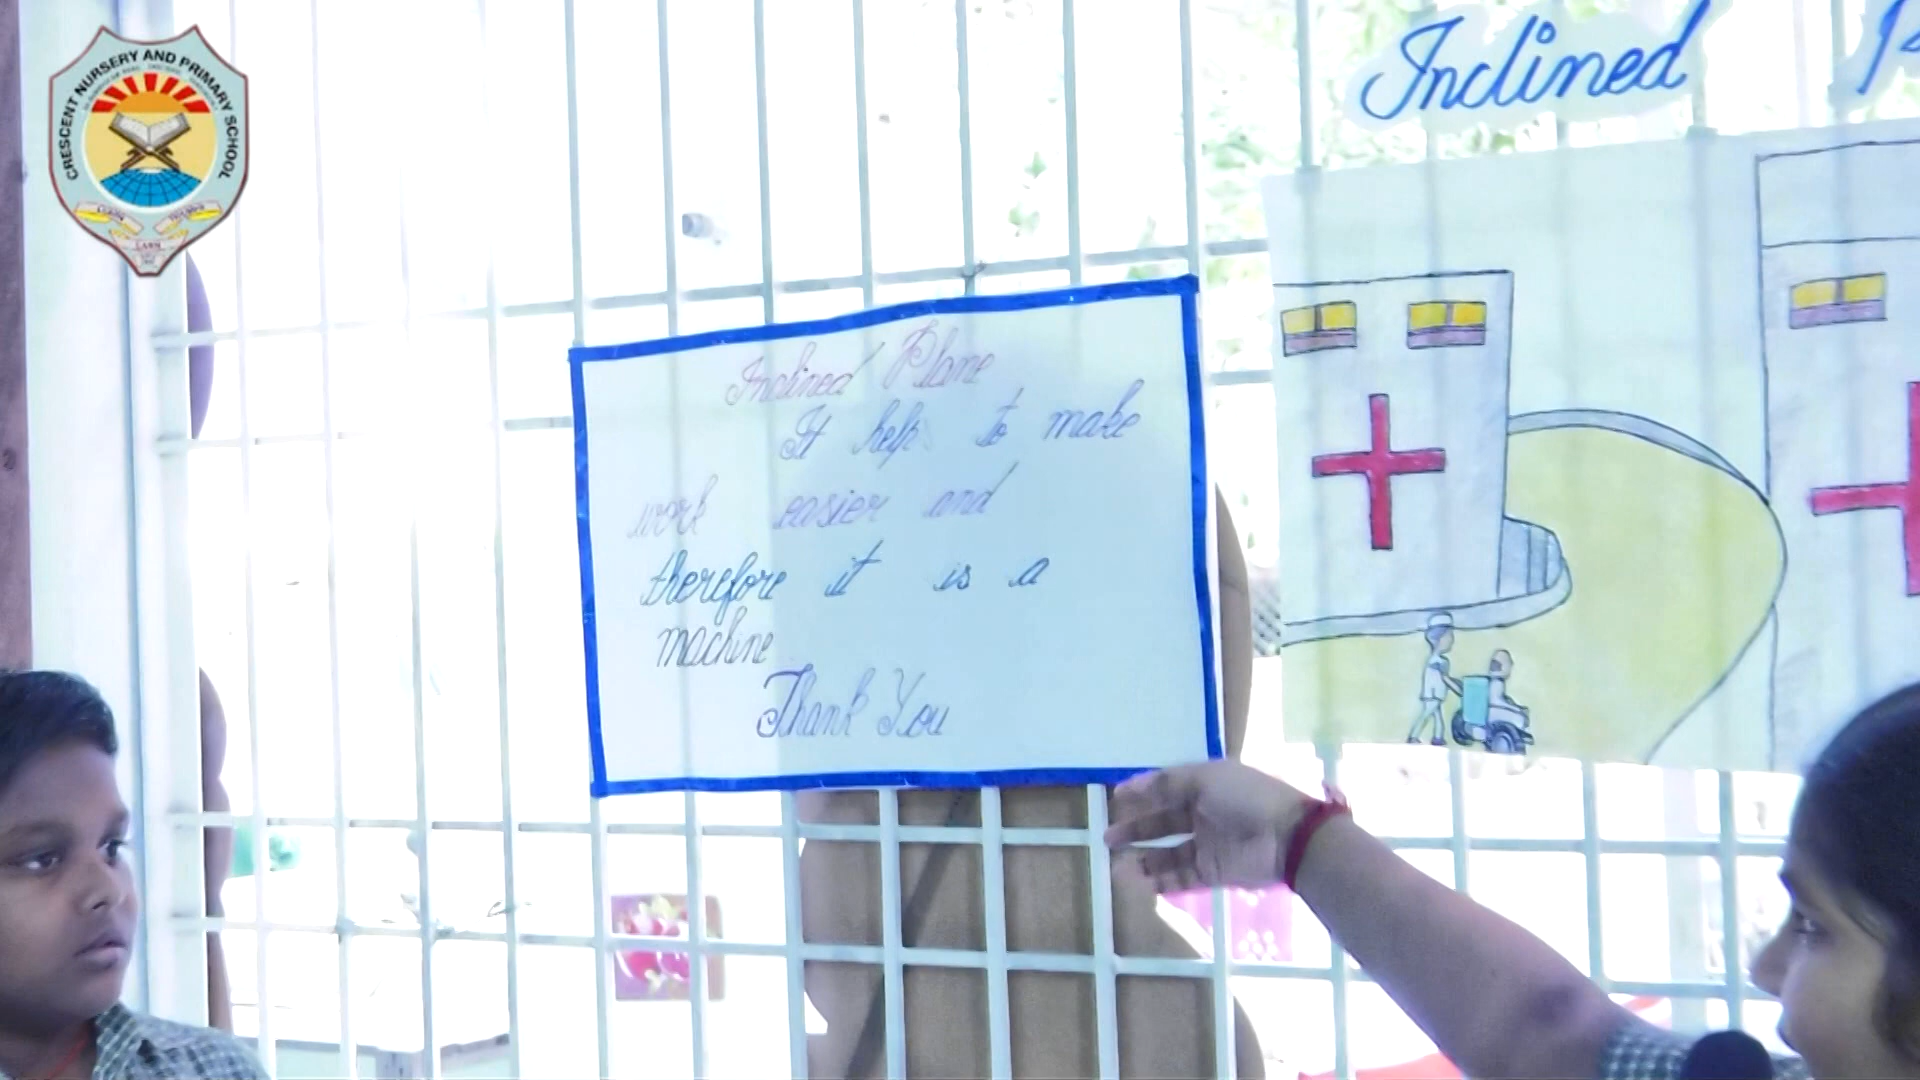 CRESCENT NURSERY AND PRIMARY SCHOOL
Inclined
Inclined Plane
It help to make
work easier and
therefore it is a
machine
Thank You